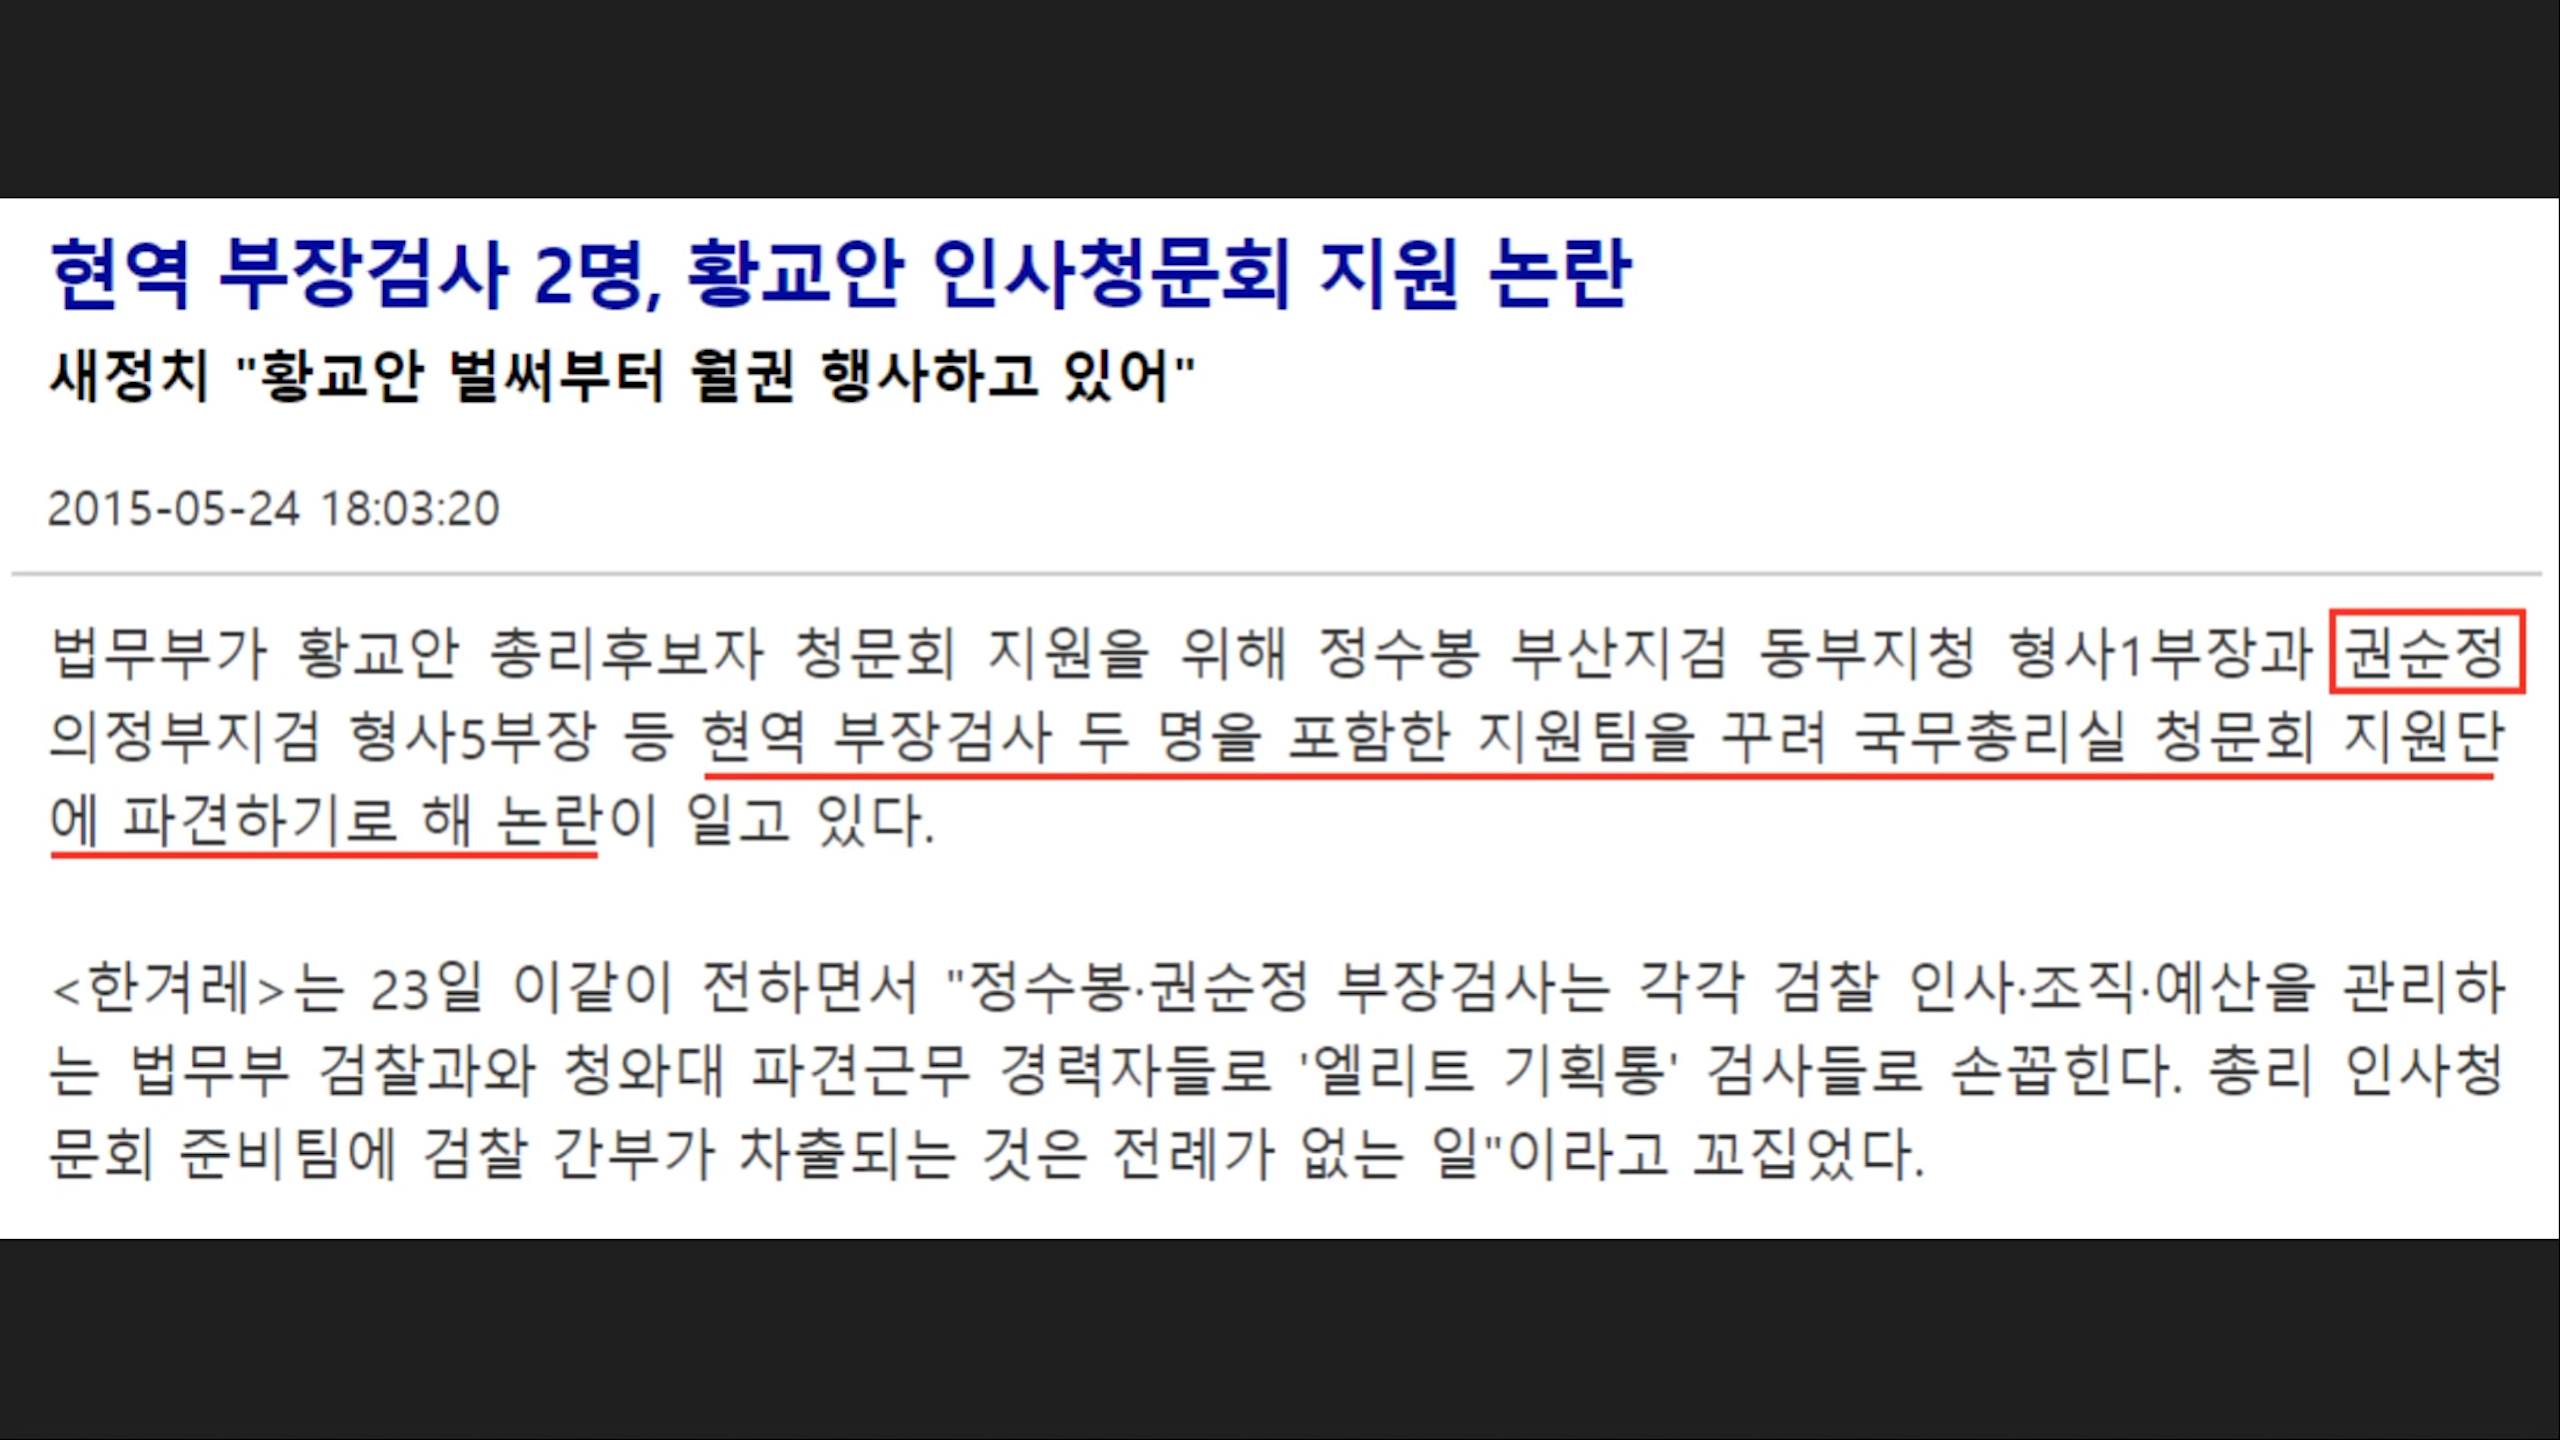 현역 부장검사 2명, 황교안 인사청문회 지원 논란
새정치 "황교안 벌써부터 월권 행사하고 있어"
2015-05-24 18:03:20
법무부가 황교안 총리후보자 청문회 지원을 위해 정수봉 부산지검 동부지청 형사1부장과 권순정
의정부지검 형사5부장 등 현역 부장검사 두 명을 포함한 지원팀을 꾸려 국무총리실 청문회 지원단
에 파견하기로 해 논란이 일고 있다.
<한겨레>는 23일 이같이 전하면서 "정수봉·권순정 부장검사는 각각 검찰 인사·조직·예산을 관리하
는 법무부 검찰과와 청와대 파견근무 경력자들로 '엘리트 기획통' 검사들로 손꼽힌다. 총리 인사청
문회 준비팀에 검찰 간부가 차출되는 것은 전례가 없는 일"이라고 꼬집었다.